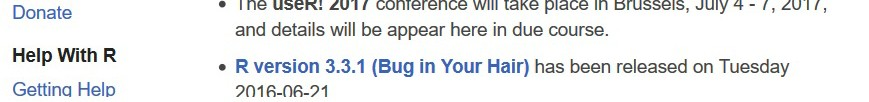 Donate
Help With R
Getting Help
• The useR! 2017 conference will take place in Brussels, July 4 - 7, 2017,
and details will be appear here in due course.
• R version 3.3.1 (Bug in Your Hair) has been released on Tuesday
2016-06-21